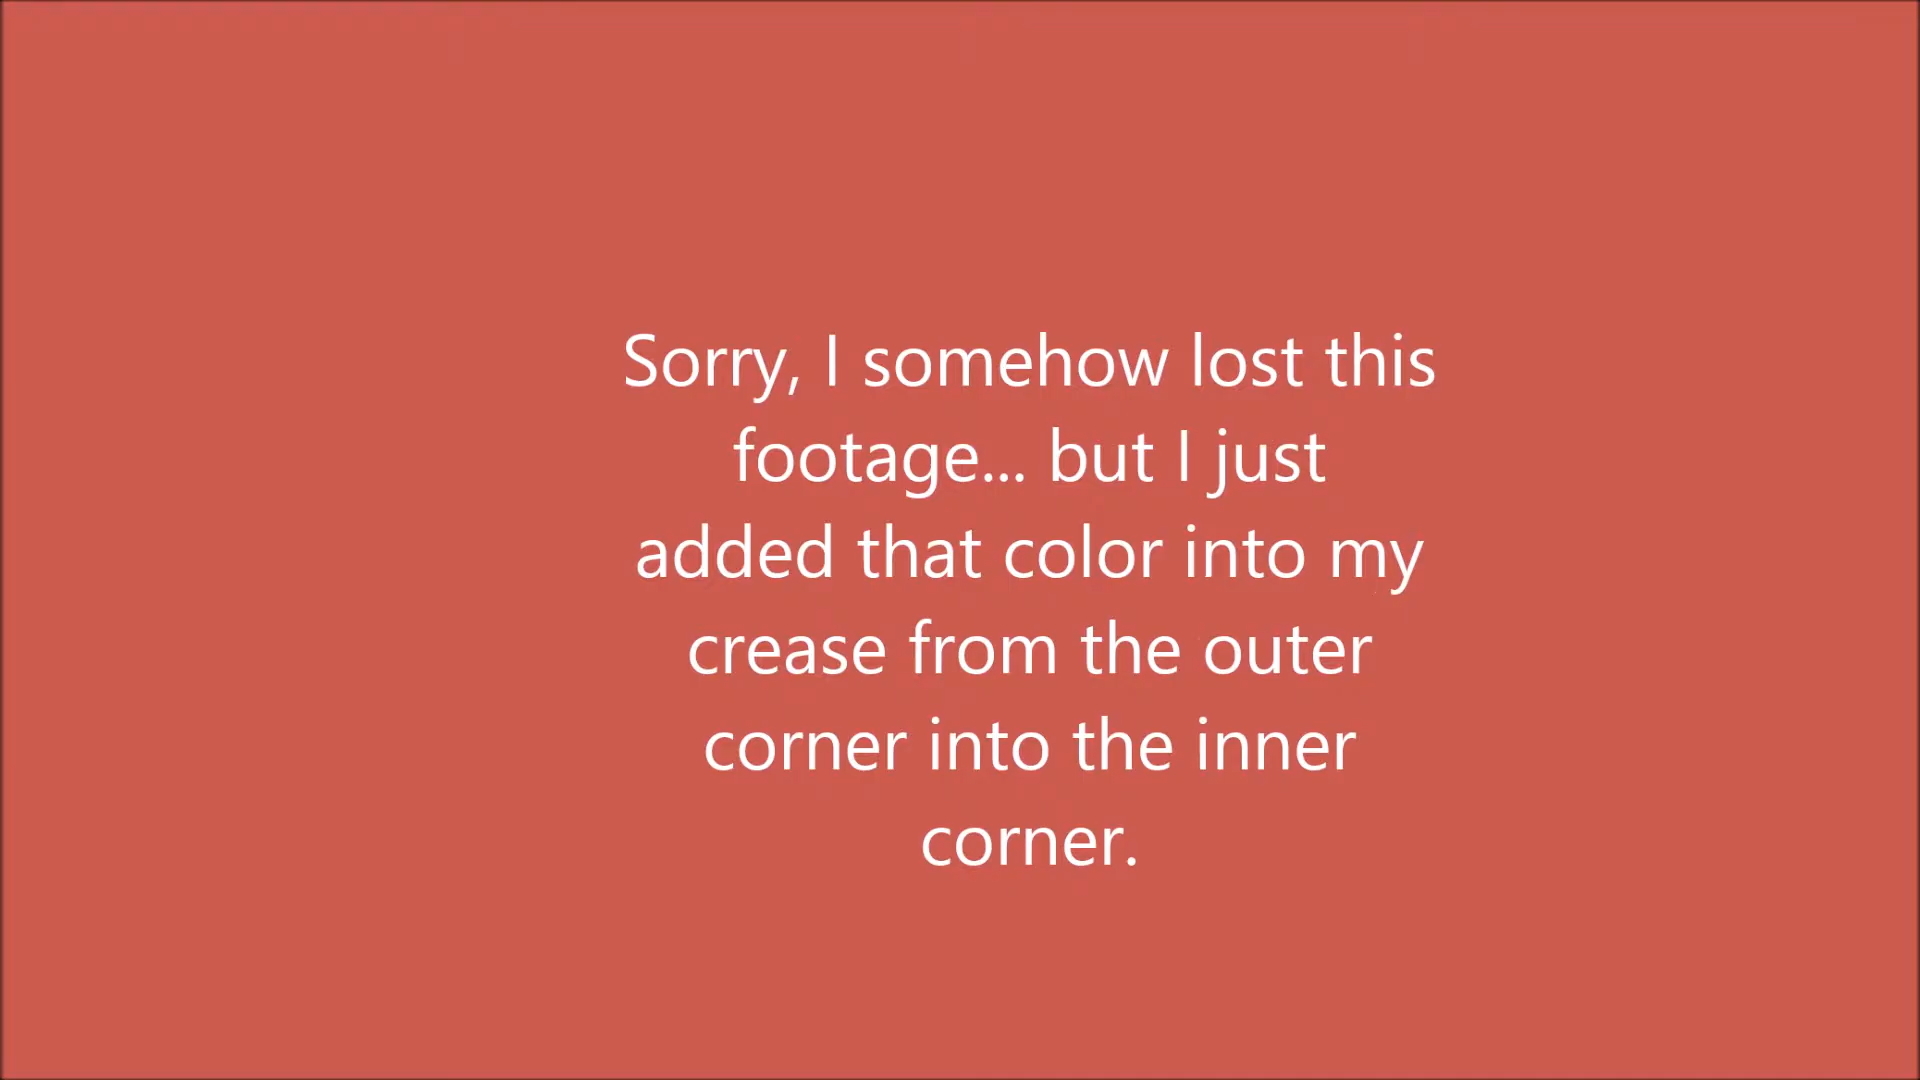 Sorry, I somehow lost this
footage... but I just
added that color into my
crease from the outer
corner into the inner
corner.